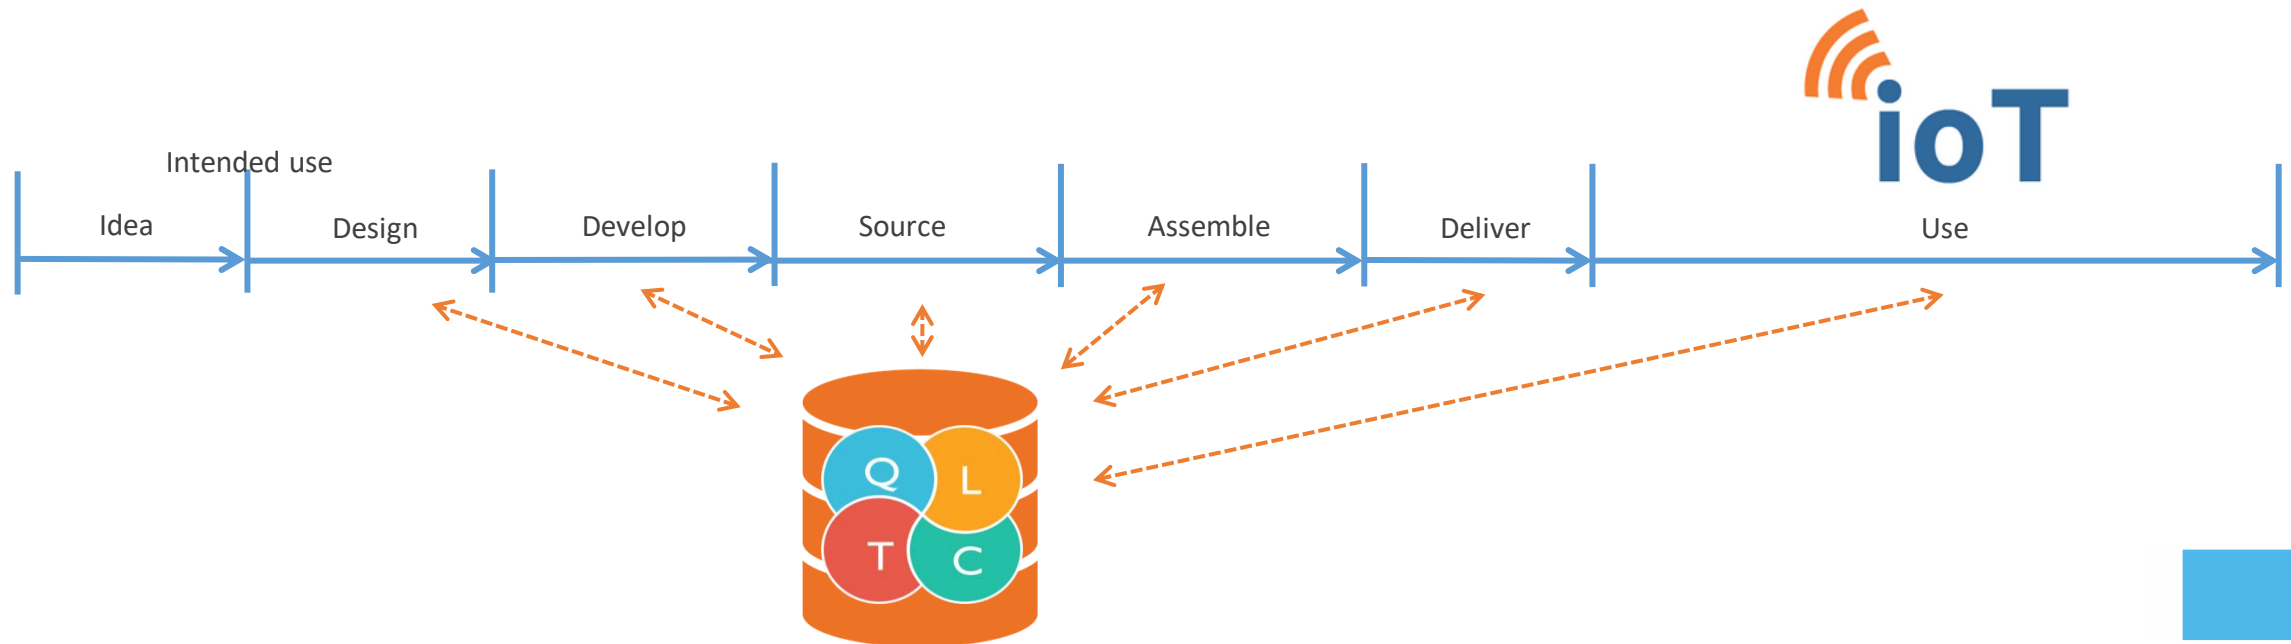 ioT
Intended use
Idea
Design
Develop
Source
Assemble
Deliver
Use
Q
L
T
C